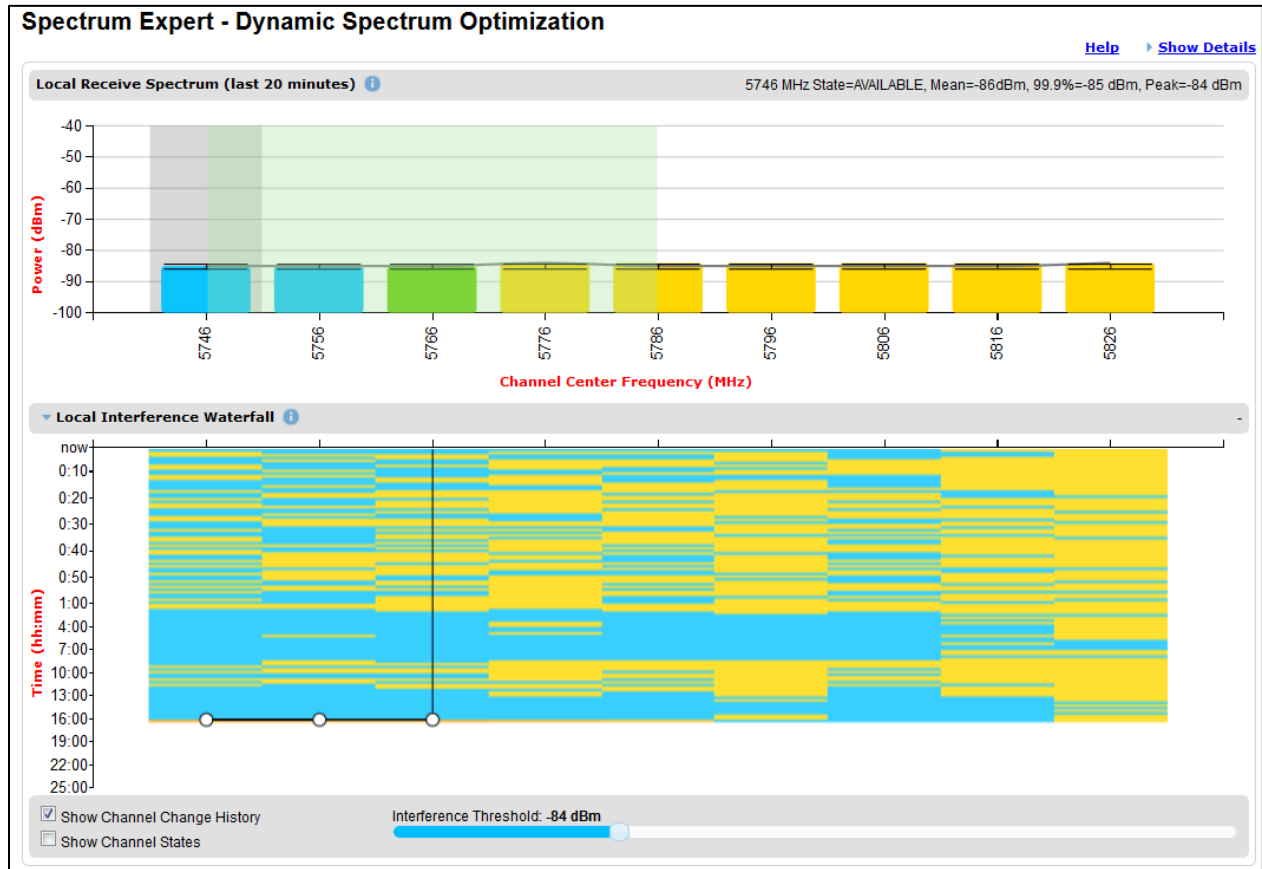 Spectrum Expert - Dynamic Spectrum Optimization
Help Show Details
Local Receive Spectrum (last 20 minutes) i 5746 MHz State=AVAILABLE, Mean=-86dBm, 99.9%=-85 dBm, Peak=-84 dBm
Power (dBm)
-40
-50
-60
-70
-80
-90
-100
5746 5756 5766 5776 5786 5796 5806 5816 5826
Channel Center Frequency (MHz)
Local Interference Waterfall i -
Time (hh:mm)
now
0:10
0:20
0:30
0:40
0:50
1:00
4:00
7:00
10:00
13:00
16:00
19:00
22:00
25:00
Show Channel Change History Interference Threshold: -84 dBm
Show Channel States